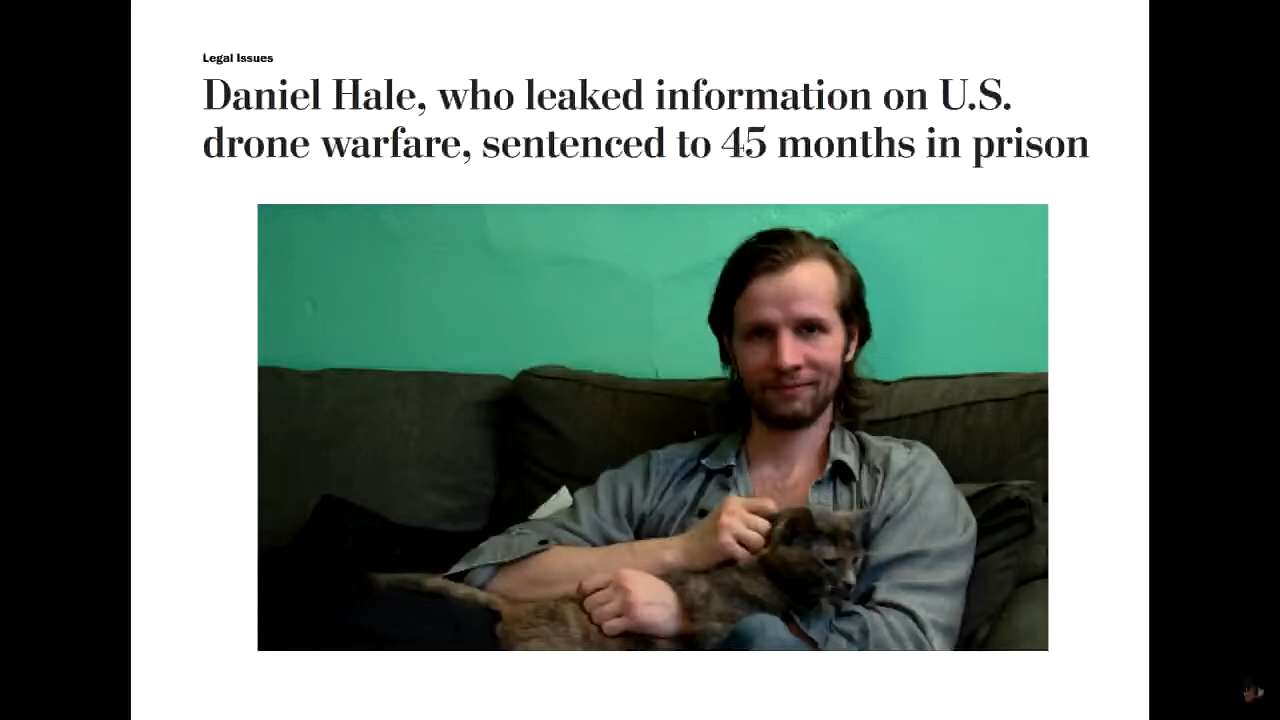 Legal Issues
Daniel Hale, who leaked information on U.S.
drone warfare, sentenced to 45 months in prison